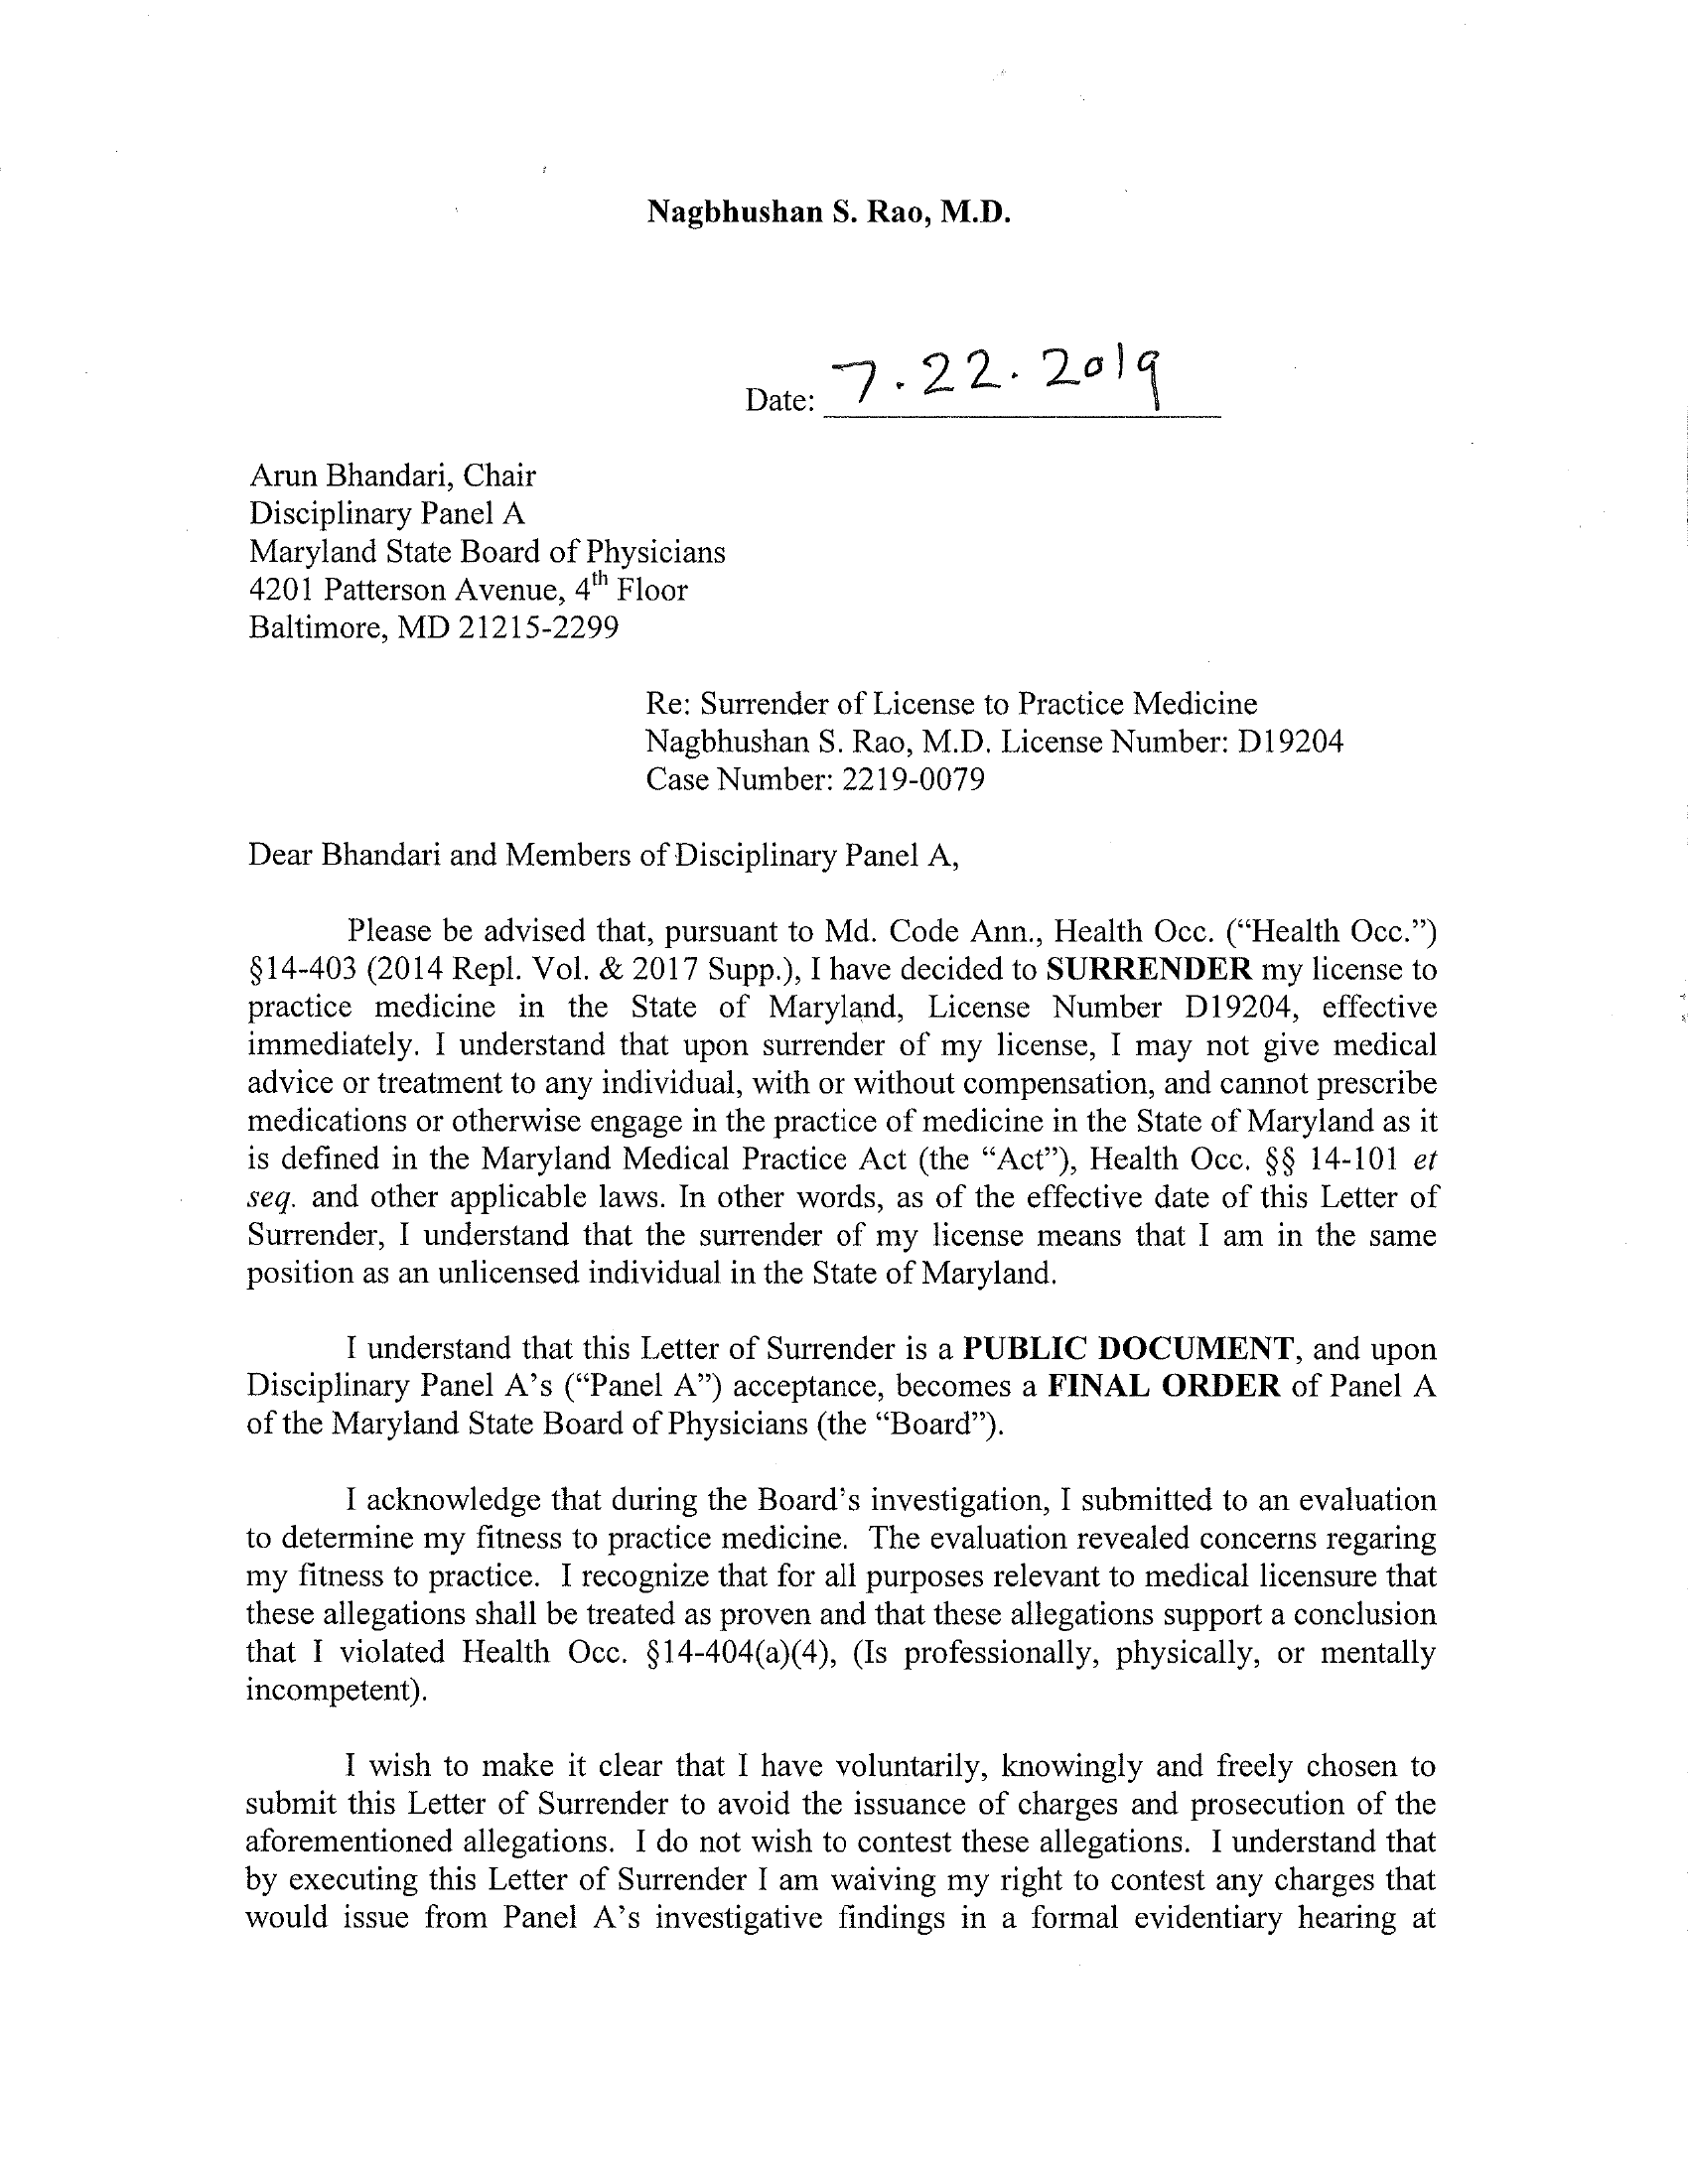 Nagbhushan S. Rao, M.D.
Date: 7.22.2019
Arun Bhandari, Chair
Disciplinary Panel A
Maryland State Board of Physicians
4201 Patterson Avenue, 4th Floor
Baltimore, MD 21215-2299
Re: Surrender of License to Practice Medicine
Nagbhushan S. Rao, M.D. License Number: D19204
Case Number: 2219-0079
Dear Bhandari and Members of Disciplinary Panel A,
Please be advised that, pursuant to Md. Code Ann., Health Occ. (“Health Occ.”)
§14-403 (2014 Repl. Vol. & 2017 Supp.), I have decided to SURRENDER my license to
practice medicine in the State of Maryland, License Number D19204, effective
immediately. I understand that upon surrender of my license, I may not give medical
advice or treatment to any individual, with or without compensation, and cannot prescribe
medications or otherwise engage in the practice of medicine in the State of Maryland as it
is defined in the Maryland Medical Practice Act (the “Act”), Health Occ. §§ 14-101 et
seq. and other applicable laws. In other words, as of the effective date of this Letter of
Surrender, I understand that the surrender of my license means that I am in the same
position as an unlicensed individual in the State of Maryland.
I understand that this Letter of Surrender is a PUBLIC DOCUMENT, and upon
Disciplinary Panel A’s (“Panel A”) acceptance, becomes a FINAL ORDER of Panel A
of the Maryland State Board of Physicians (the “Board”).
I acknowledge that during the Board’s investigation, I submitted to an evaluation
to determine my fitness to practice medicine. The evaluation revealed concerns regaring
my fitness to practice. I recognize that for all purposes relevant to medical licensure that
these allegations shall be treated as proven and that these allegations support a conclusion
that I violated Health Occ. §14-404(a)(4), (Is professionally, physically, or mentally
incompetent).
I wish to make it clear that I have voluntarily, knowingly and freely chosen to
submit this Letter of Surrender to avoid the issuance of charges and prosecution of the
aforementioned allegations. I do not wish to contest these allegations. I understand that
by executing this Letter of Surrender I am waiving my right to contest any charges that
would issue from Panel A’s investigative findings in a formal evidentiary hearing at